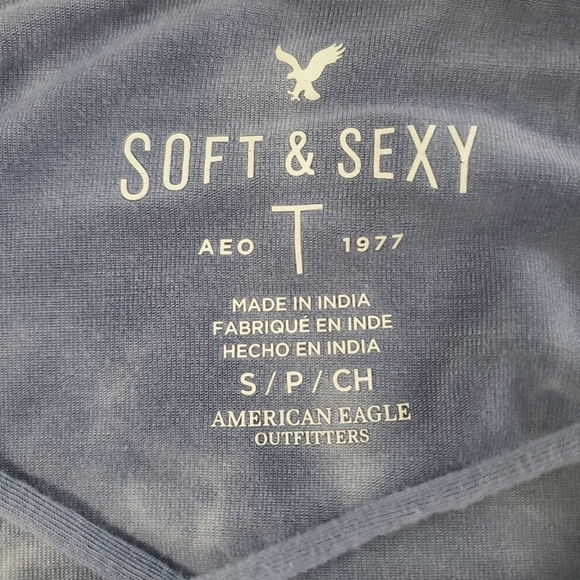 SOFT & SEXY
T
AEO 1977
MADE IN INDIA
FABRIQUÉ EN INDE
HECHO EN INDIA
S / P / CH
AMERICAN EAGLE
OUTFITTERS